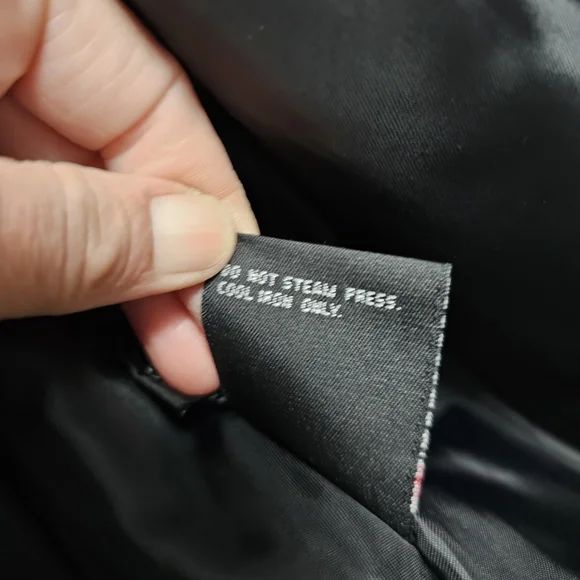 DO NOT STEAM PRESS.
COOL IRON ONLY.